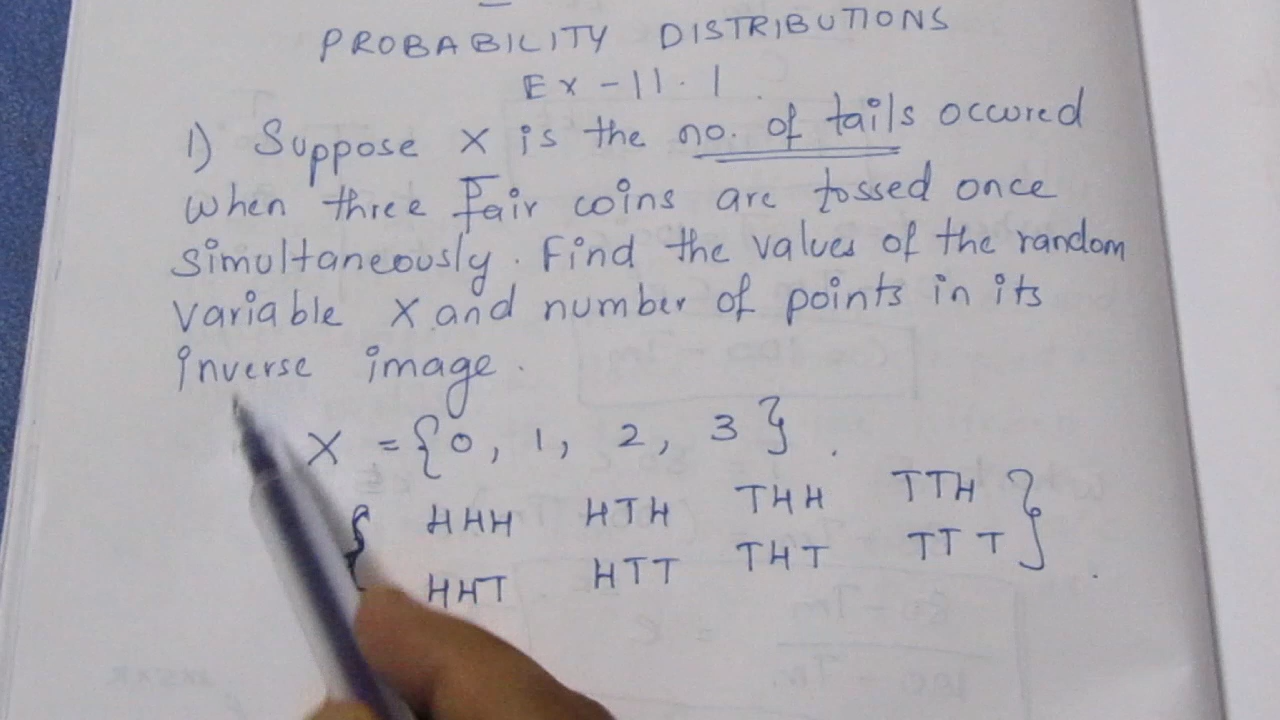 PROBABILITY DISTRIBUTIONS
Ex - 11.1
1) Suppose X is the no. of tails occured
when three Fair coins are tossed once
simultaneously. Find the values of the random
variable X and number of points in its
inverse image.
X = {0, 1, 2, 3}.
{ HHH HTH THH TTH }
HHT HTT THT TTT .